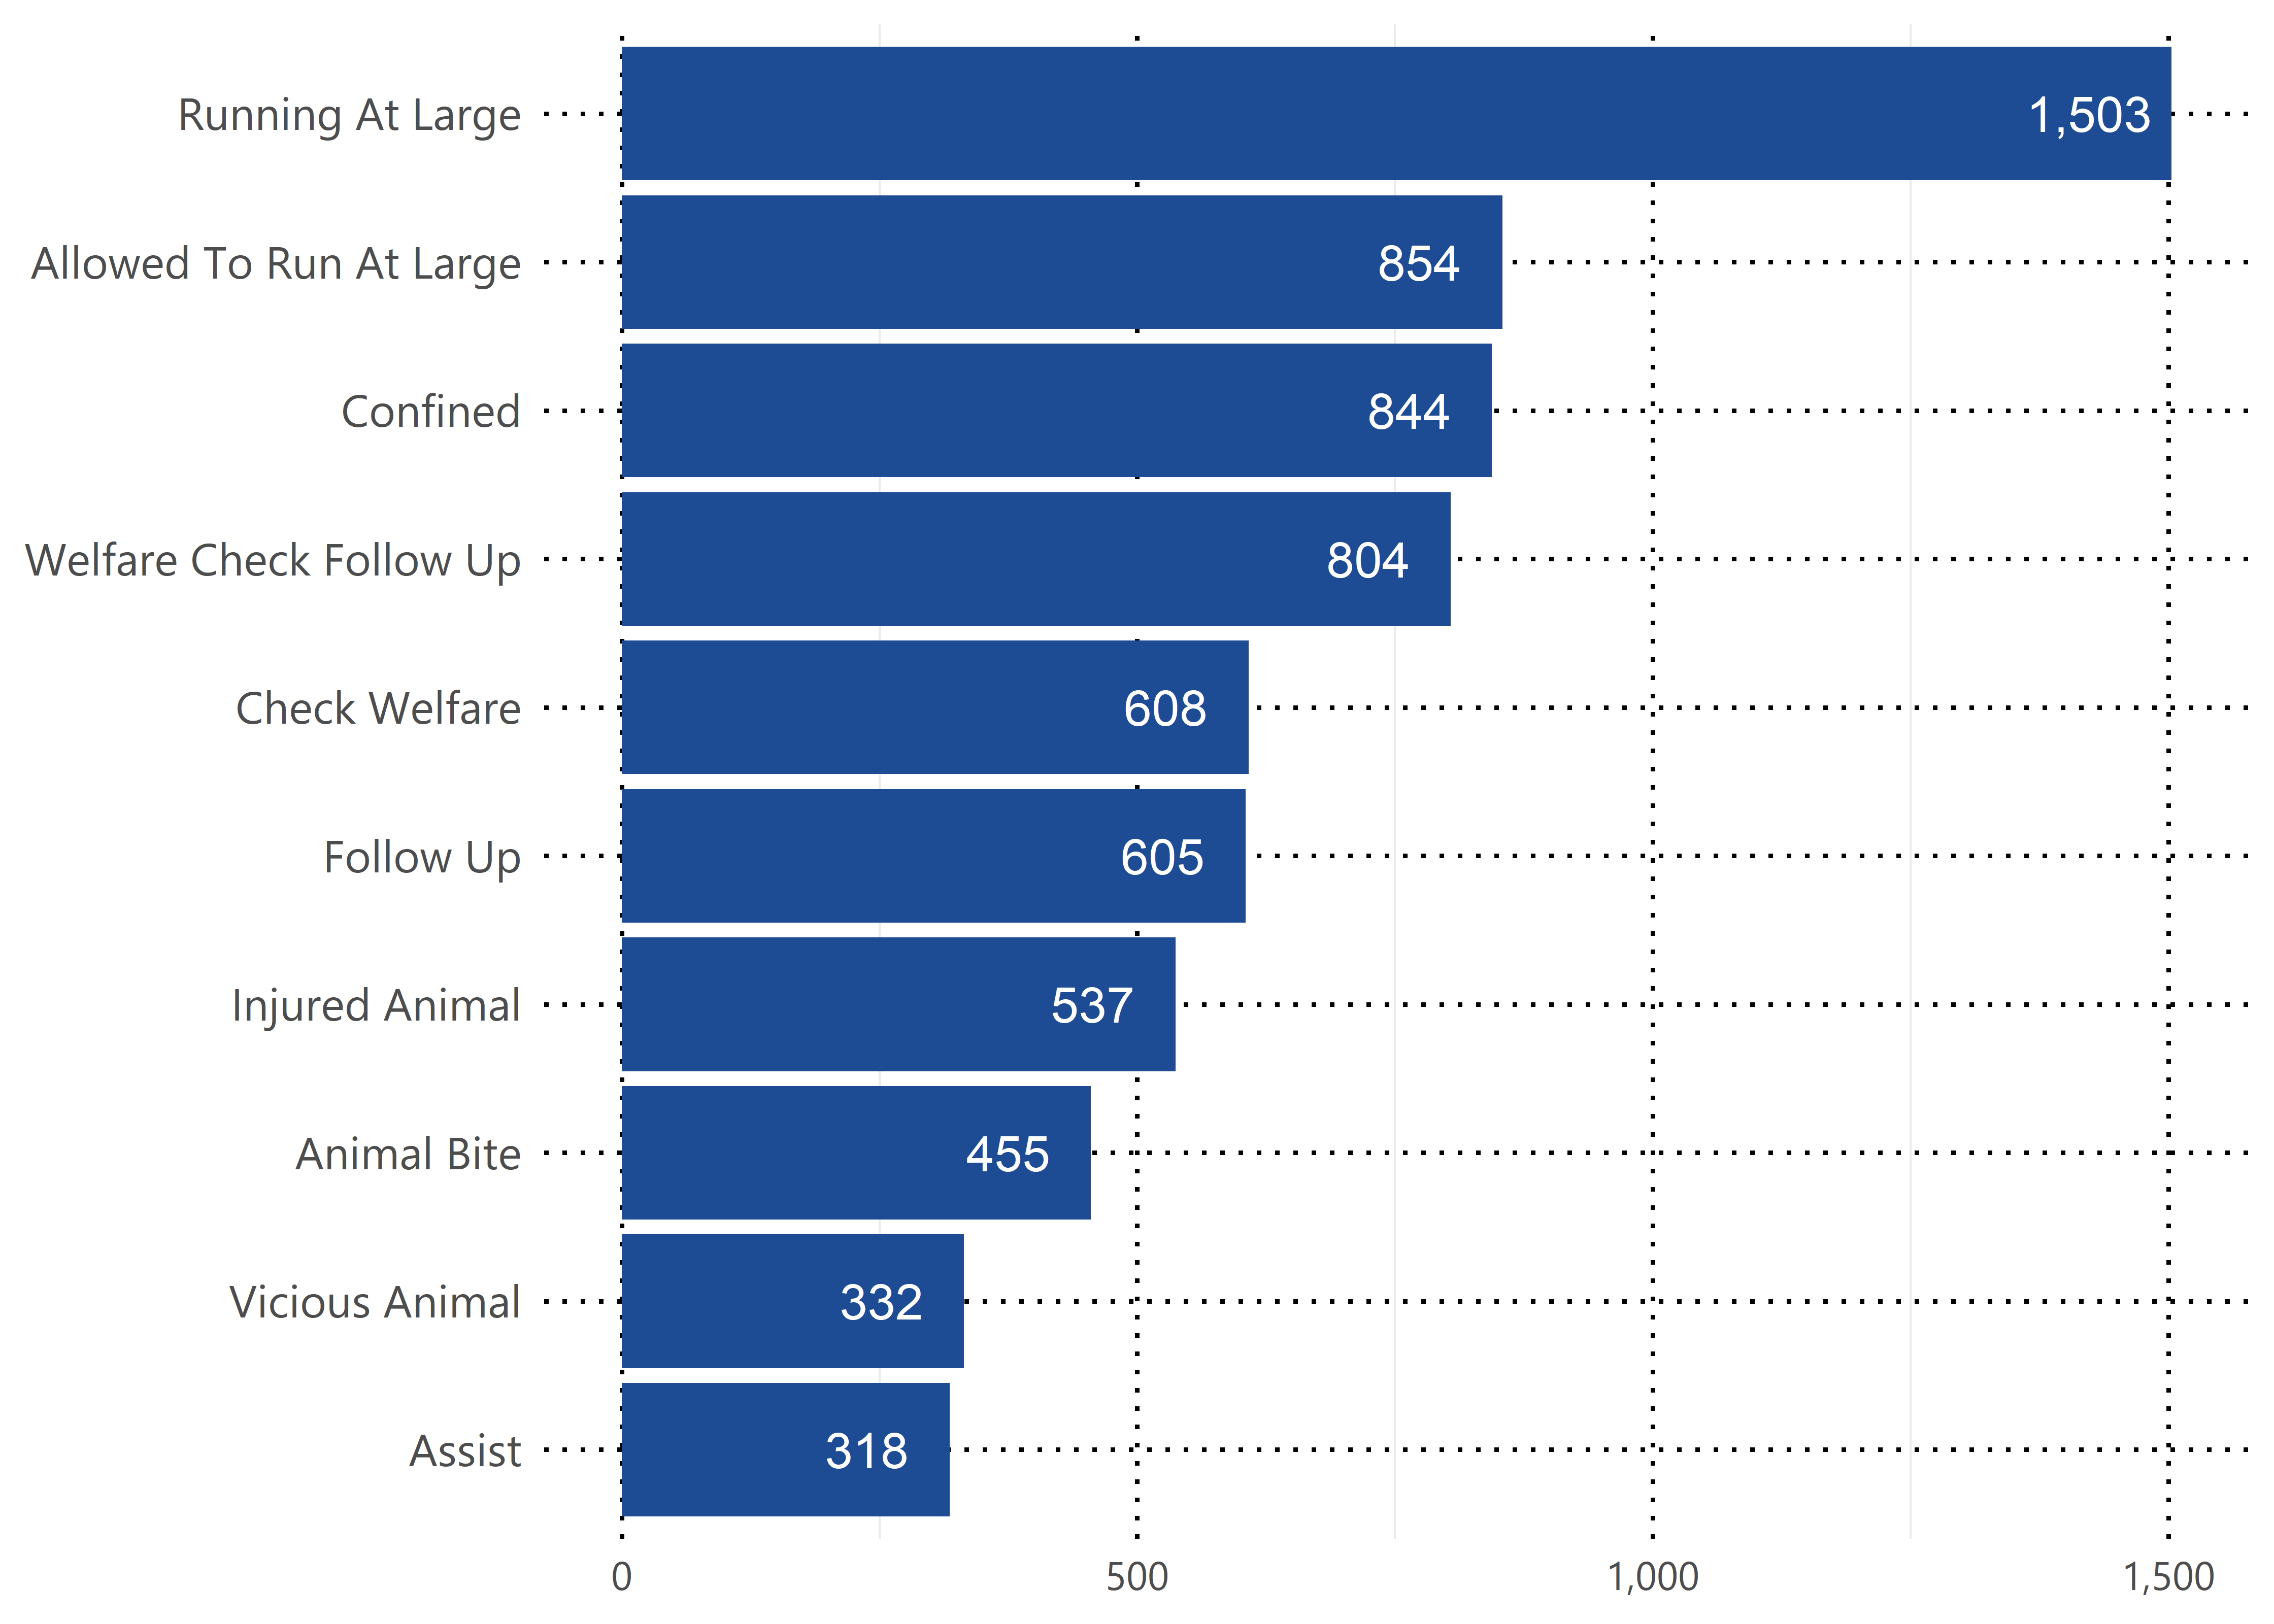 Running At Large 1,503
Allowed To Run At Large 854
Confined 844
Welfare Check Follow Up 804
Check Welfare 608
Follow Up 605
Injured Animal 537
Animal Bite 455
Vicious Animal 332
Assist 318
0 500 1,000 1,500